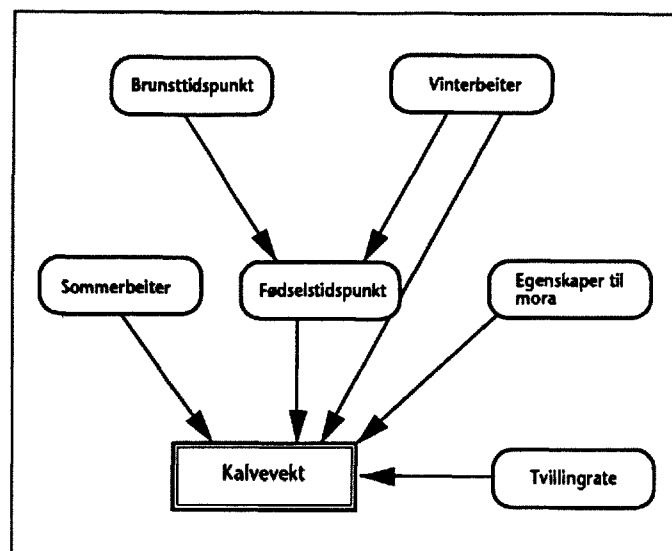 Brunsttidspunkt
Vinterbeiter
Sommerbeiter
Fødselstidspunkt
Egenskaper til
mora
Kalvevekt
Tvillingrate